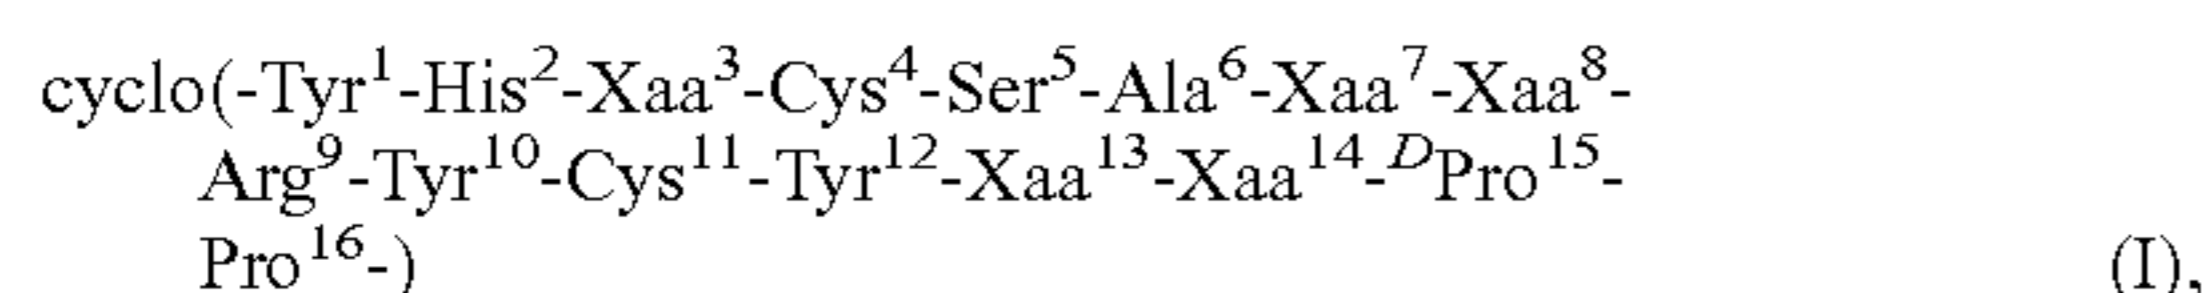 cyclo(-Tyr¹-His²-Xaa³-Cys⁴-Ser⁵-Ala⁶-Xaa⁷-Xaa⁸-
Arg⁹-Tyr¹⁰-Cys¹¹-Tyr¹²-Xaa¹³-Xaa¹⁴-ᴰPro¹⁵-
Pro¹⁶-) (I),